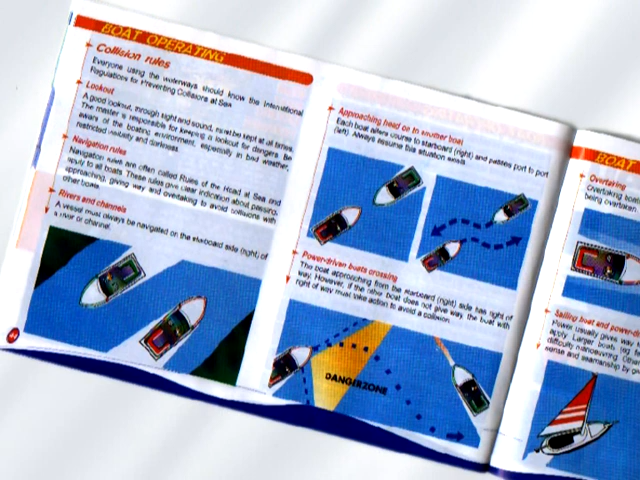 BOAT OPERATING
Collision rules
Everyone using the waterways should know the International
Regulations for Preventing Collisions at Sea
Lookout
A good lookout, through sight and sound, must be kept at all times.
The master is responsible for keeping a lookout for dangers. Be
aware of the boating environment, especially in bad weather,
restricted visibility and darkness.
Navigation rules
Navigation rules are often called Rules of the Road at Sea and
apply to all boats. These rules give clear indication about passing,
approaching, giving way and overtaking to avoid collisions with
other boats.
Rivers and channels
A vessel must always be navigated on the starboard side (right) of
a river or channel.
Approaching head on to another boat
Each boat alters course to starboard (right) and passes port to port
(left). Always assume this situation exists.
Power-driven boats crossing
The boat approaching from the starboard (right) side has right of
way. However, if the other boat does not give way, the boat with
right of way must take action to avoid a collision.
DANGERZONE
BOAT
Overtaking
Overtaking boats
being overtaken
Sailing boat and power
Power usually gives way
apply. Larger boats (eg
difficulty manoeuvring.
sense and seamanship by